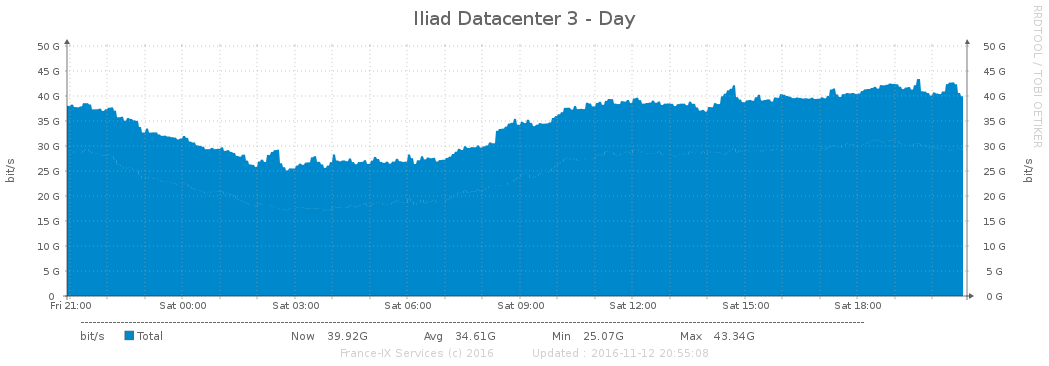 Iliad Datacenter 3 - Day
RRDTOOL / TOBI OETIKER
50 G 50 G
45 G 45 G
40 G 40 G
35 G 35 G
30 G 30 G
25 G 25 G
20 G 20 G
15 G 15 G
10 G 10 G
5 G 5 G
0 0 G
bit/s bit/s
Fri 21:00 Sat 00:00 Sat 03:00 Sat 06:00 Sat 09:00 Sat 12:00 Sat 15:00 Sat 18:00
bit/s Total Now 39.92G Avg 34.61G Min 25.07G Max 43.34G
France-IX Services (c) 2016 Updated : 2016-11-12 20:55:08